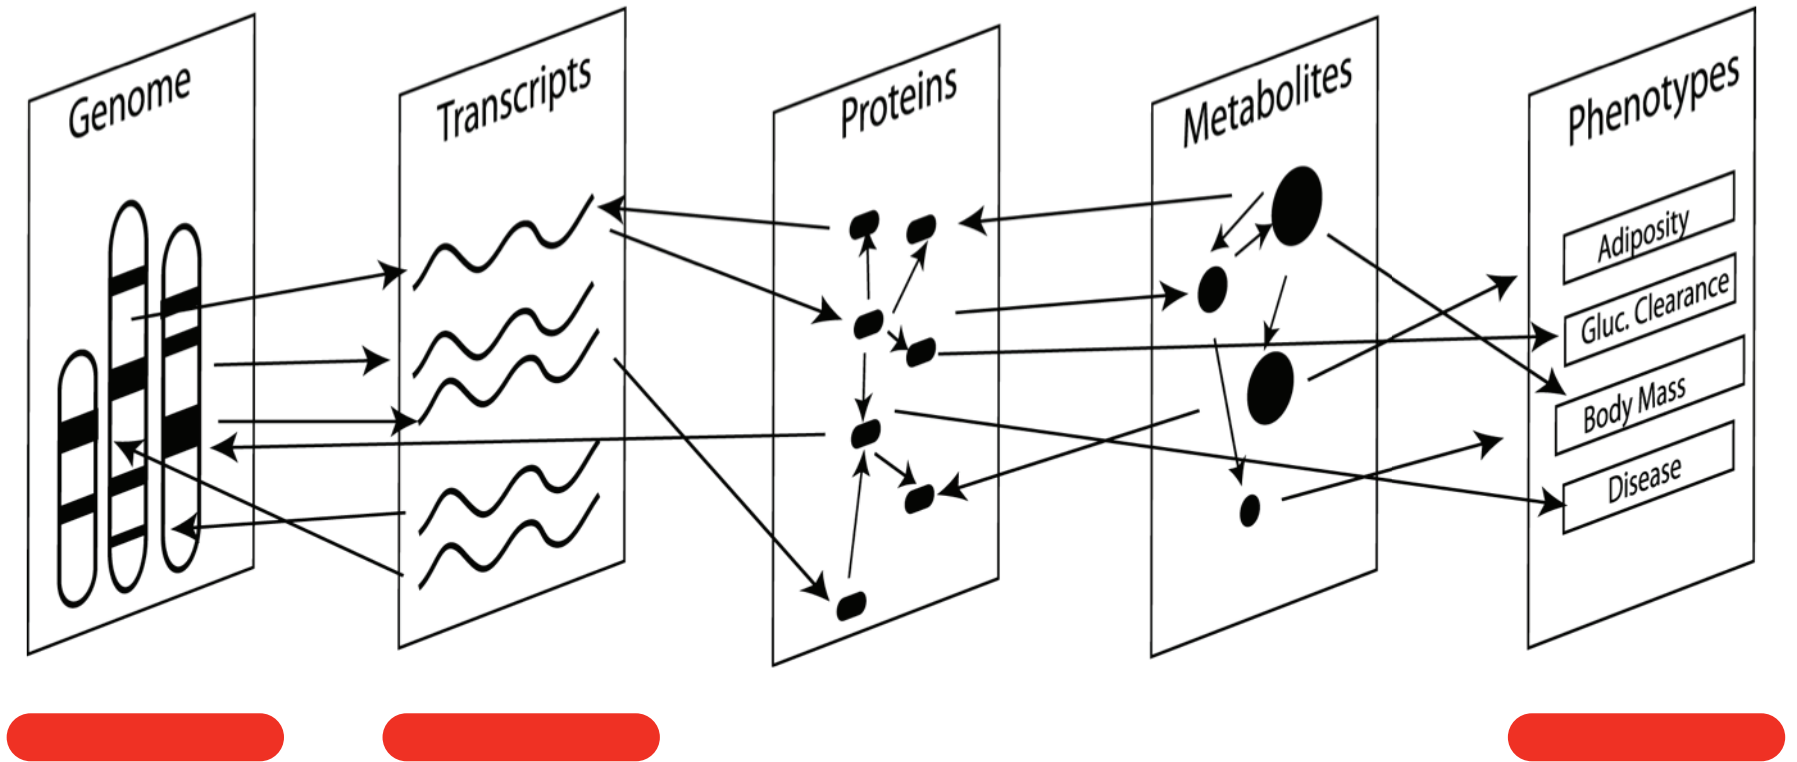 Genome
Transcripts
Proteins
Metabolites
Phenotypes
Adiposity
Gluc. Clearance
Body Mass
Disease